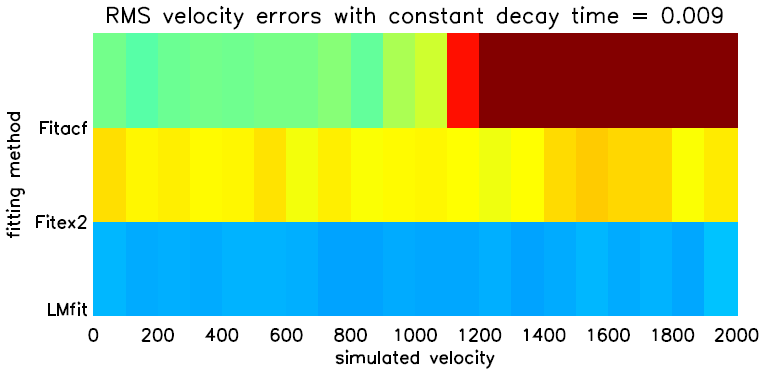 RMS velocity errors with constant decay time = 0.009
fitting method
Fitacf
Fitex2
LMfit
0 200 400 600 800 1000 1200 1400 1600 1800 2000
simulated velocity